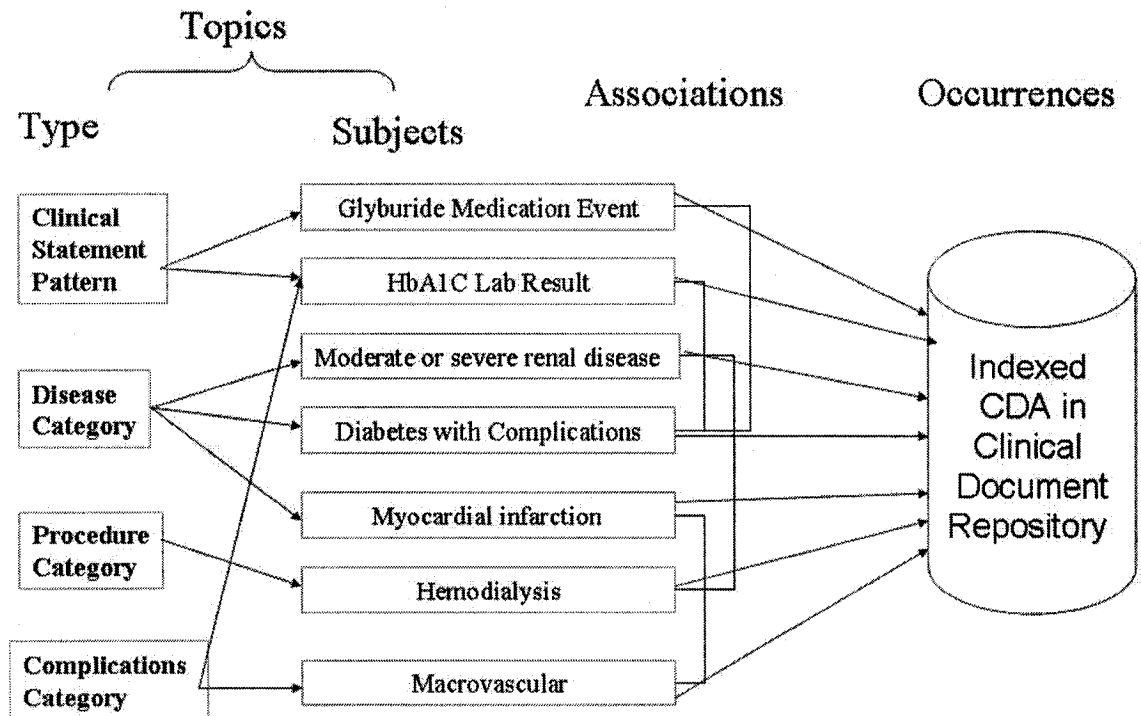 Topics
Type
Subjects
Associations
Occurrences
Clinical
Statement
Pattern
Disease
Category
Procedure
Category
Complications
Category
Glyburide Medication Event
HbA1C Lab Result
Moderate or severe renal disease
Diabetes with Complications
Myocardial infarction
Hemodialysis
Macrovascular
Indexed
CDA in
Clinical
Document
Repository